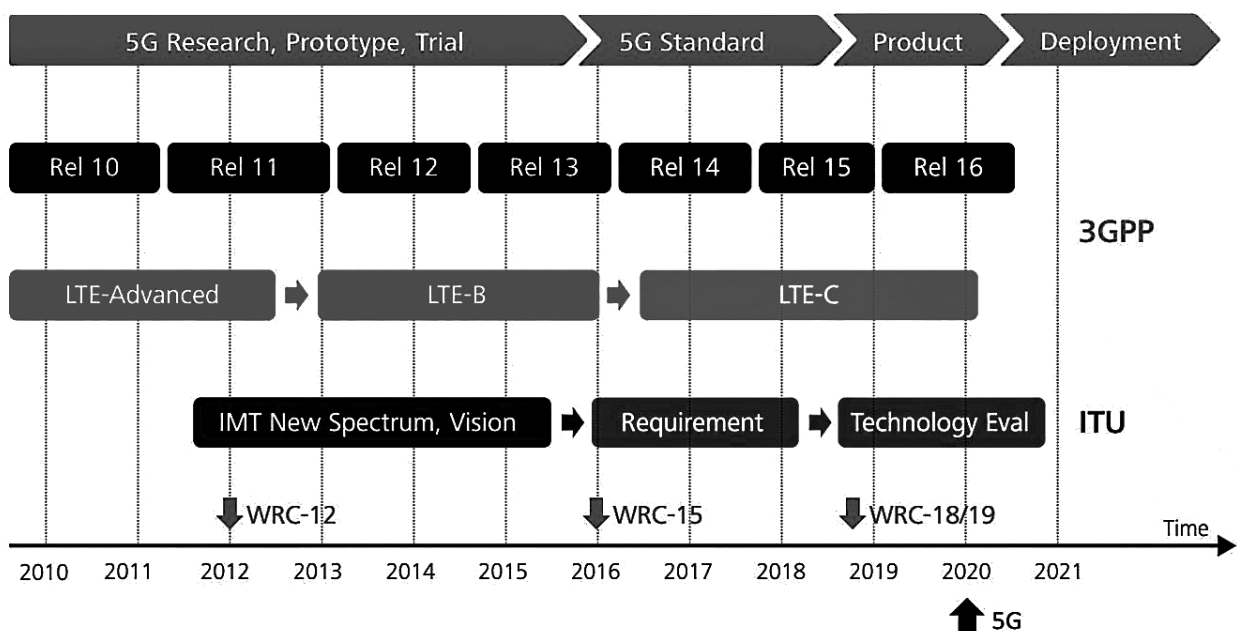 5G Research, Prototype, Trial 5G Standard Product Deployment
Rel 10 Rel 11 Rel 12 Rel 13 Rel 14 Rel 15 Rel 16
3GPP
LTE-Advanced LTE-B LTE-C
IMT New Spectrum, Vision Requirement Technology Eval ITU
WRC-12 WRC-15 WRC-18/19
Time
2010 2011 2012 2013 2014 2015 2016 2017 2018 2019 2020 2021
5G